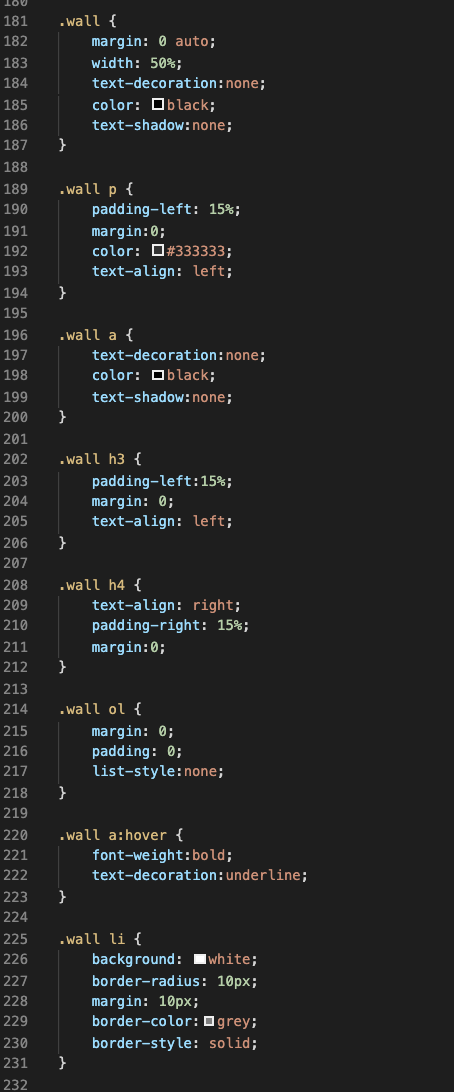 180
181 .wall {
182 margin: 0 auto;
183 width: 50%;
184 text-decoration:none;
185 color: black;
186 text-shadow:none;
187 }
188
189 .wall p {
190 padding-left: 15%;
191 margin:0;
192 color: #333333;
193 text-align: left;
194 }
195
196 .wall a {
197 text-decoration:none;
198 color: black;
199 text-shadow:none;
200 }
201
202 .wall h3 {
203 padding-left:15%;
204 margin: 0;
205 text-align: left;
206 }
207
208 .wall h4 {
209 text-align: right;
210 padding-right: 15%;
211 margin:0;
212 }
213
214 .wall ol {
215 margin: 0;
216 padding: 0;
217 list-style:none;
218 }
219
220 .wall a:hover {
221 font-weight:bold;
222 text-decoration:underline;
223 }
224
225 .wall li {
226 background: white;
227 border-radius: 10px;
228 margin: 10px;
229 border-color:grey;
230 border-style: solid;
231 }
232